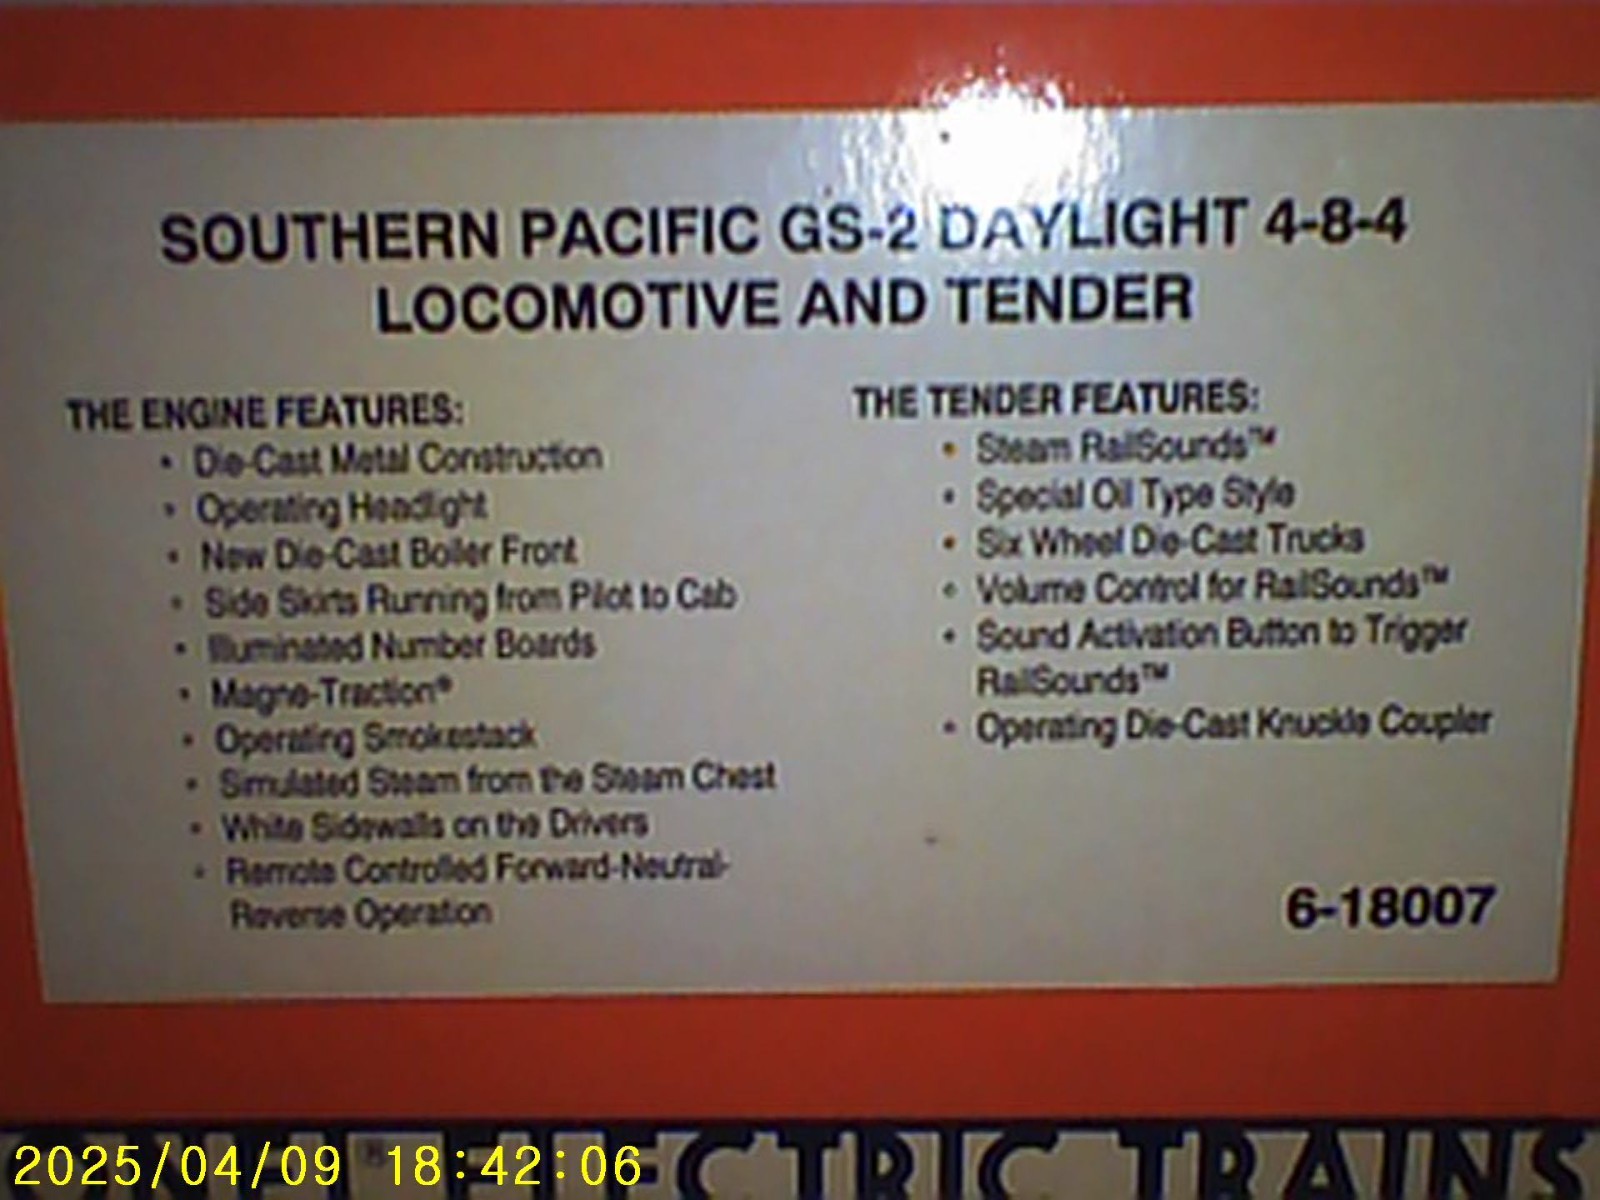 SOUTHERN PACIFIC GS-2 DAYLIGHT 4-8-4
LOCOMOTIVE AND TENDER
THE ENGINE FEATURES:
• Die-Cast Metal Construction
• Operating Headlight
• New Die-Cast Boiler Front
• Side Skirts Running from Pilot to Cab
• Illuminated Number Boards
• Magne-Traction®
• Operating Smokestack
• Simulated Steam from the Steam Chest
• White Sidewalls on the Drivers
• Remote Controlled Forward-Neutral-
Reverse Operation
THE TENDER FEATURES:
• Steam RailSounds™
• Special Oil Type Style
• Six Wheel Die-Cast Trucks
• Volume Control for RailSounds™
• Sound Activation Button to Trigger
RailSounds™
• Operating Die-Cast Knuckle Coupler
6-18007
ELECTRIC TRAINS
2025/04/09 18:42:06